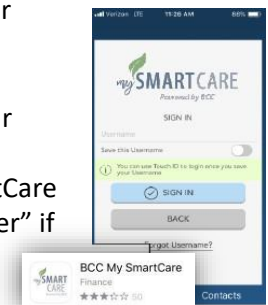 r
r
tCare
er” if
Verizon LTE 11:26 AM 66%
my SMARTCARE
Powered by BCC
SIGN IN
Username
Save this Username
You can use Touch ID to login once you save
your Username
SIGN IN
BACK
Forgot Username?
Contacts
SMART
CARE
BCC My SmartCare
Finance
50